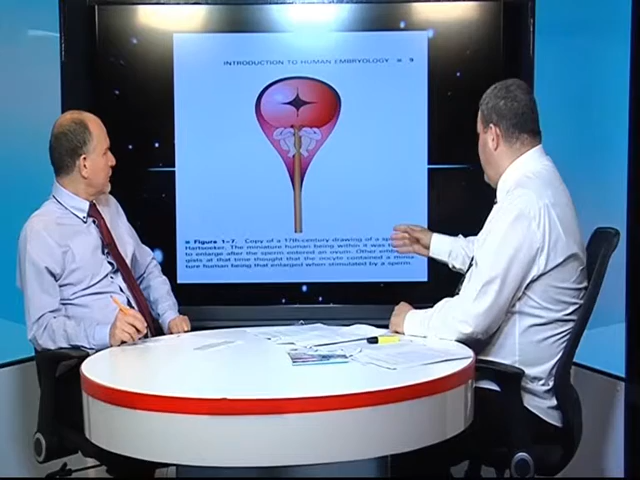 INTRODUCTION TO HUMAN EMBRYOLOGY ■ 9
■ Figure 1–7. Copy of a 17th-century drawing of a
Hartsoeker. The miniature human being within it was
to enlarge after the sperm entered an ovum. Other
gists at that time thought that the oocyte contained a minia-
ture human being that enlarged when stimulated by a sperm.